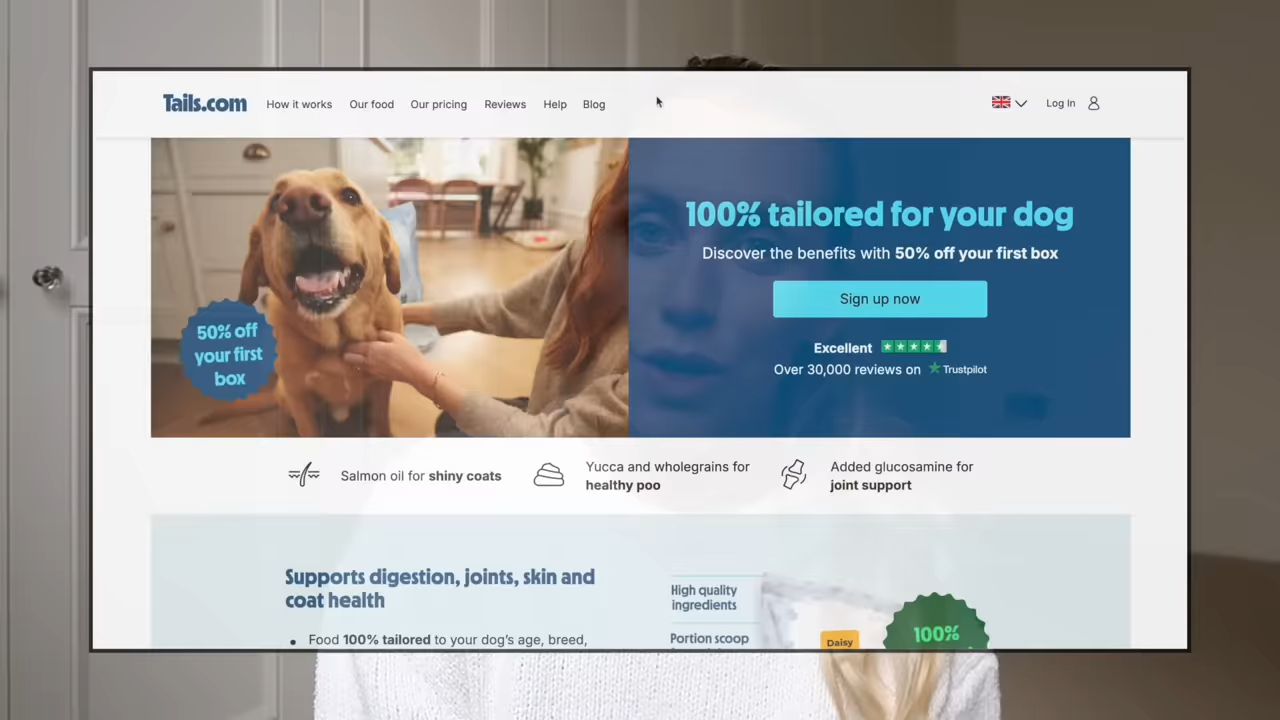 Tails.com
How it works
Our food
Our pricing
Reviews
Help
Blog
Log In
50% off
your first
box
100% tailored for your dog
Discover the benefits with 50% off your first box
Sign up now
Excellent
Over 30,000 reviews on Trustpilot
Salmon oil for shiny coats
Yucca and wholegrains for
healthy poo
Added glucosamine for
joint support
Supports digestion, joints, skin and
coat health
• Food 100% tailored to your dog's age, breed,
High quality
ingredients
Portion scoop
Daisy
100%